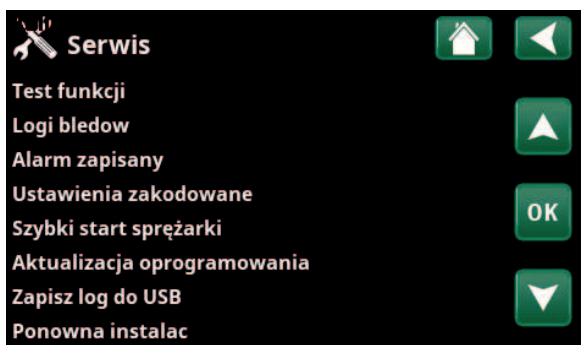 Serwis
Test funkcji
Logi bledow
Alarm zapisany
Ustawienia zakodowane
Szybki start sprężarki
OK
Aktualizacja oprogramowania
Zapisz log do USB
Ponowna instalac